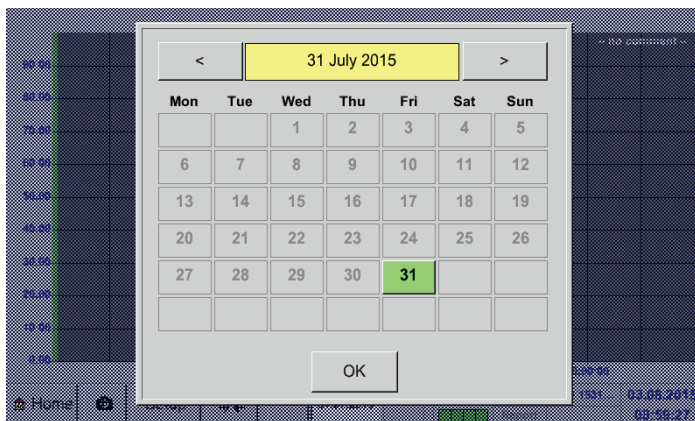 ~ no comment ~
< 31 July 2015 >
Mon Tue Wed Thu Fri Sat Sun
1 2 3 4 5
6 7 8 9 10 11 12
13 14 15 16 17 18 19
20 21 22 23 24 25 26
27 28 29 30 31
OK
90.00
80.00
70.00
60.00
50.00
40.00
30.00
20.00
10.00
0.00
Home
Setup
Report
03.08.2015
08:59:27